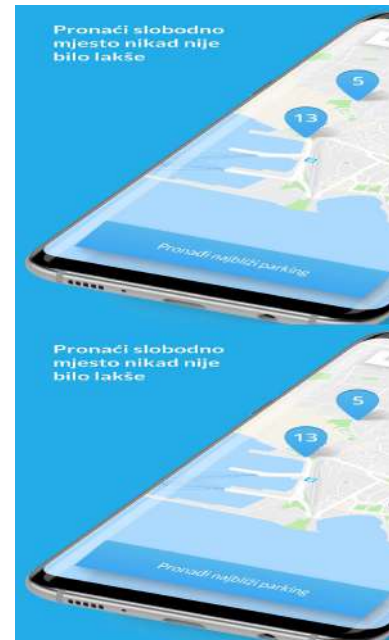 Pronaći slobodno
mjesto nikad nije
bilo lakše
5
13
Pronađi najbliži parking
Pronaći slobodno
mjesto nikad nije
bilo lakše
5
13
Pronađi najbliži parking